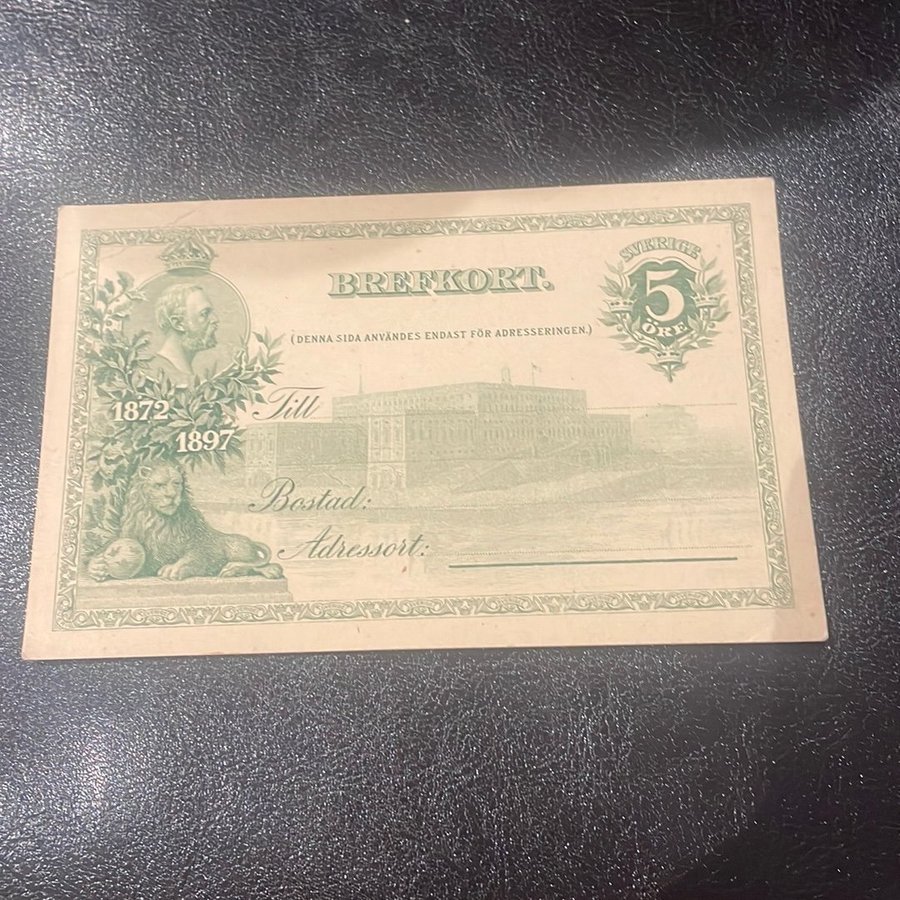 BREFKORT.
SVERIGE
5
ÖRE
(DENNA SIDA ANVÄNDES ENDAST FÖR ADRESSERINGEN.)
1872
1897
Till
Bostad:
Adressort: